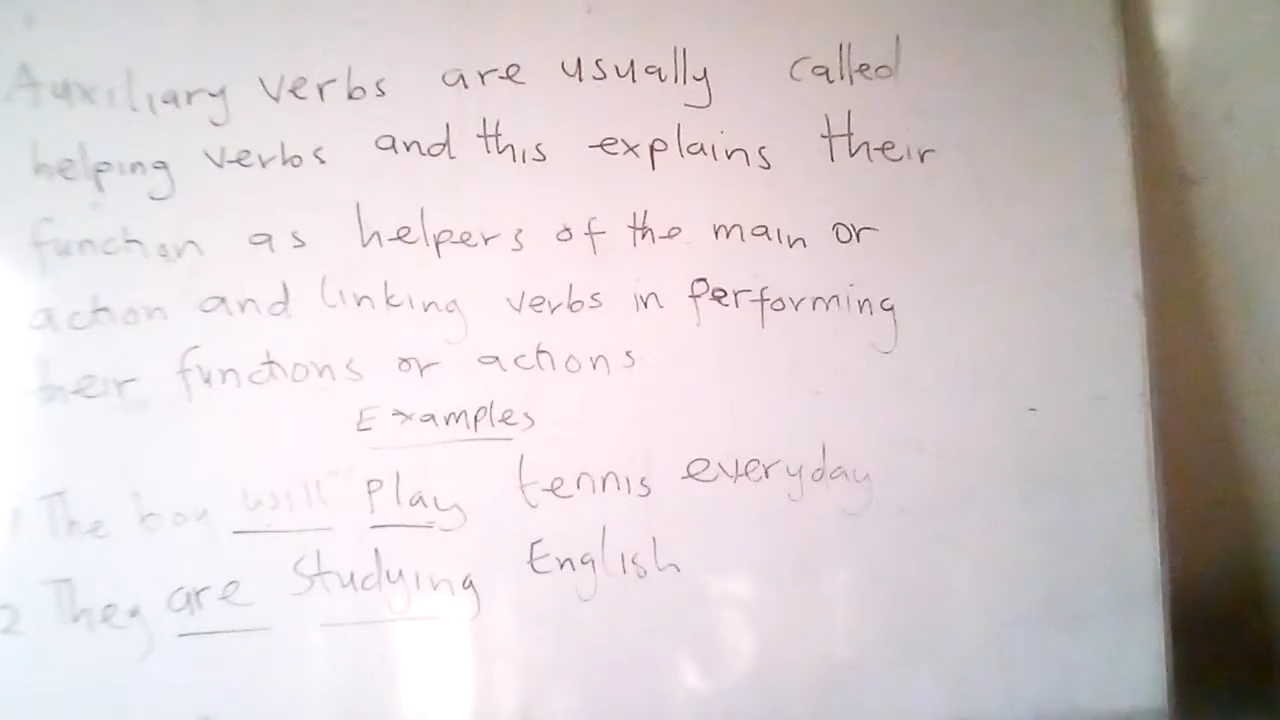 Auxiliary verbs are usually called
helping verbs and this explains their
function as helpers of the main or
action and linking verbs in performing
their functions or actions
Examples
1 The boy will play tennis everyday
2 They are studying English